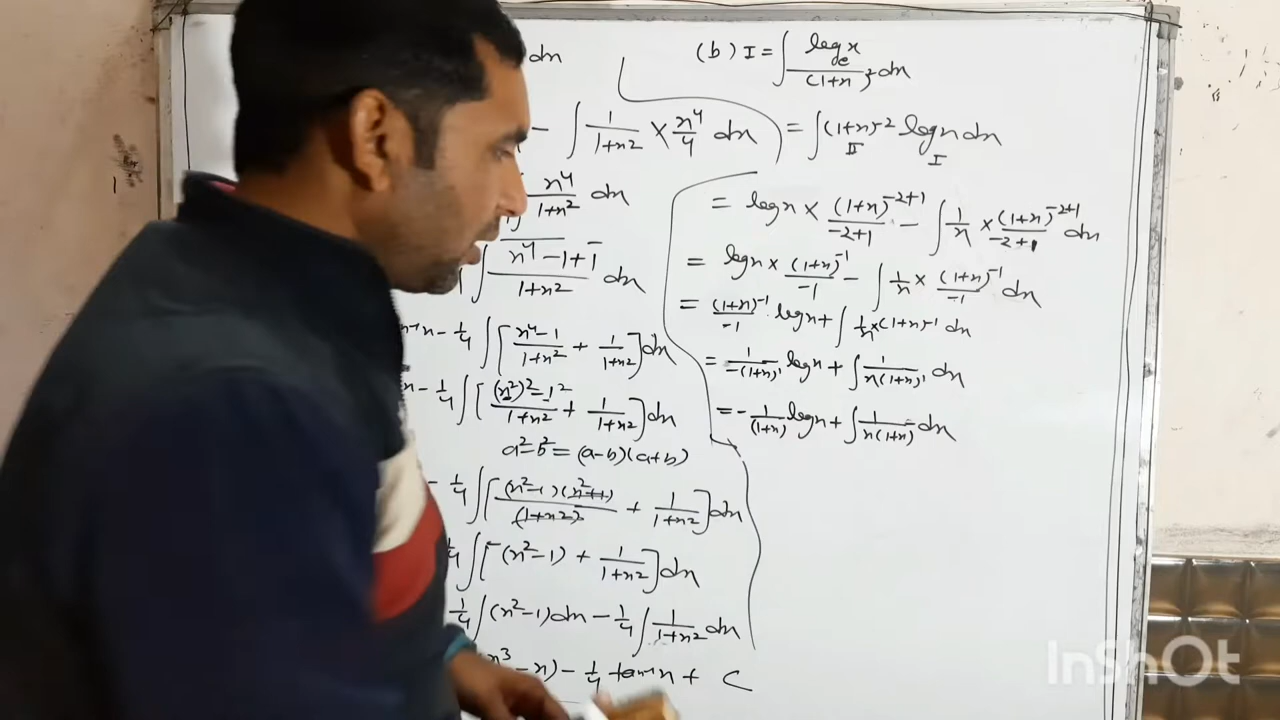 dx
- ∫ 1/(1+x²) × x⁴/4 dx
x⁴/(1+x²) dx
∫ (x⁴-1+1)/(1+x²) dx
x - 1/4 ∫ [ (x⁴-1)/(1+x²) + 1/(1+x²) ] dx
x - 1/4 ∫ [ ((x²)²-1²)/(1+x²) + 1/(1+x²) ] dx
a²-b² = (a-b)(a+b)
- 1/4 ∫ [ (x²-1)(x²+1)/(1+x²) + 1/(1+x²) ] dx
1/4 ∫ [ (x²-1) + 1/(1+x²) ] dx
1/4 ∫ (x²-1) dx - 1/4 ∫ 1/(1+x²) dx
x³ - x) - 1/4 tan⁻¹x + C
(b) I = ∫ logₑx/(1+x)² dx
= ∫ (1+x)⁻² logx dx
II I
= logx × (1+x)⁻²⁺¹/(-2+1) - ∫ 1/x × (1+x)⁻²⁺¹/(-2+1) dx
= logx × (1+x)⁻¹/-1 - ∫ 1/x × (1+x)⁻¹/-1 dx
= (1+x)⁻¹/-1 logx + ∫ 1/x × (1+x)⁻¹ dx
= 1/-(1+x)¹ logx + ∫ 1/(x(1+x)¹) dx
= - 1/(1+x) logx + ∫ 1/(x(1+x)) dx
InShOt